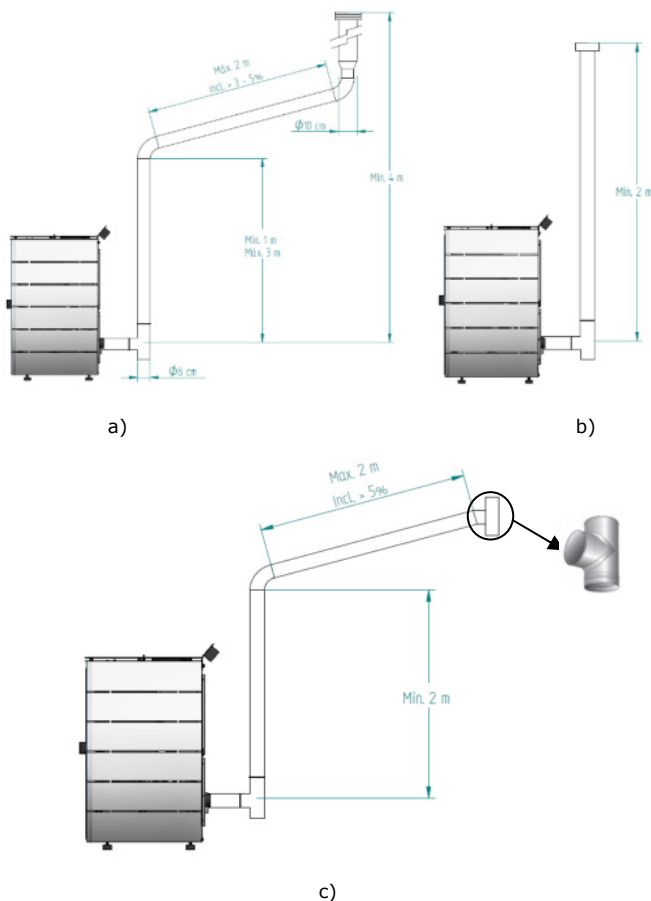 Máx. 2 m
Incl. > 3 - 5%
Φ10 cm
Min. 4 m
Min. 1 m
Máx. 3 m
Φ8 cm
a)
Min. 2 m
b)
Max. 2 m
Incl. > 5%
Min. 2 m
c)